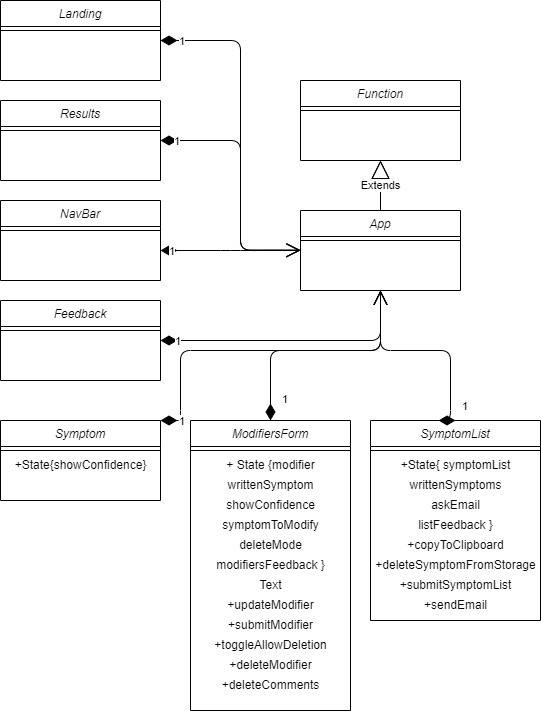 Landing
1
Results
1
Function
Extends
NavBar
1
App
Feedback
1
Symptom
1
+State{showConfidence}
1
ModifiersForm
+ State {modifier
writtenSymptom
showConfidence
symptomToModify
deleteMode
modifiersFeedback }
Text
+updateModifier
+submitModifier
+toggleAllowDeletion
+deleteModifier
+deleteComments
1
SymptomList
+State{ symptomList
writtenSymptoms
askEmail
listFeedback }
+copyToClipboard
+deleteSymptomFromStorage
+submitSymptomList
+sendEmail